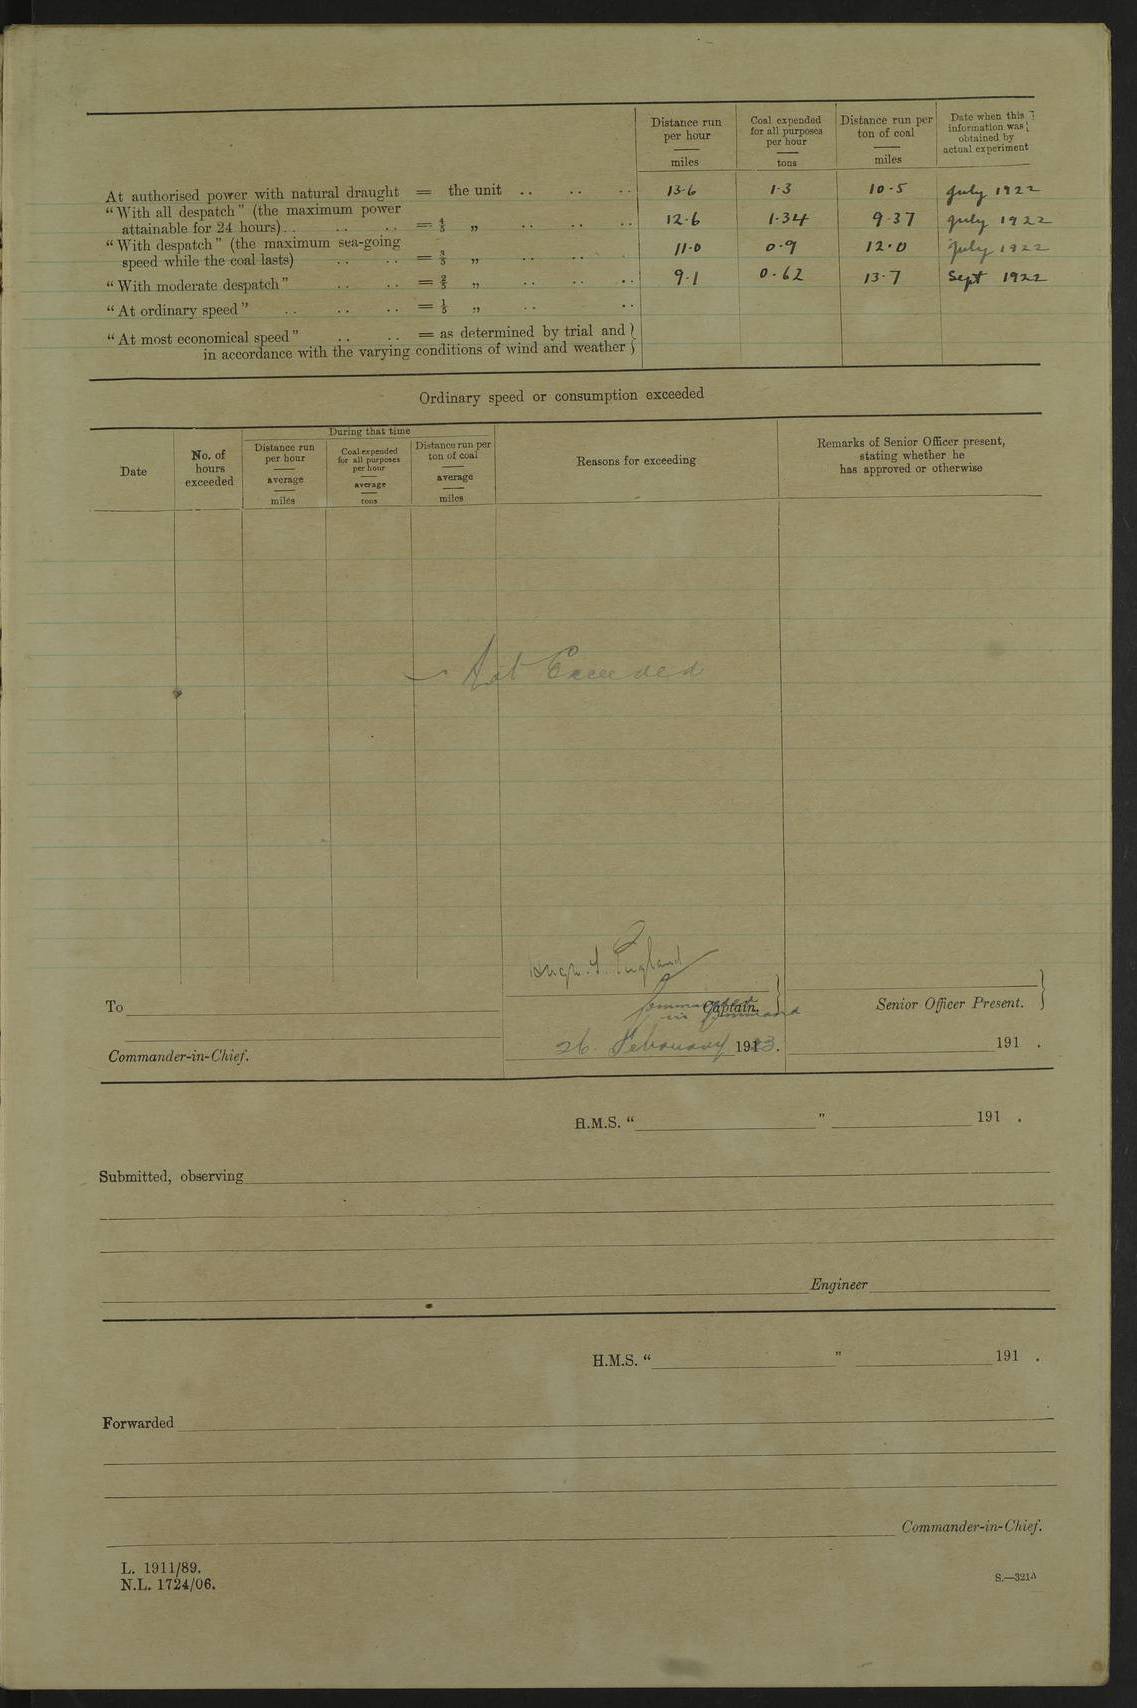 Distance run per hour — miles
Coal expended for all purposes per hour — tons
Distance run per ton of coal — miles
Date when this information was obtained by actual experiment
At authorised power with natural draught = the unit .. .. .. 13·6 1·3 10·5 July 1922
“With all despatch” (the maximum power
attainable for 24 hours) .. .. .. = 4/5 „ .. .. .. 12·6 1·34 9·37 July 1922
“With despatch” (the maximum sea-going
speed while the coal lasts) .. .. = 3/5 „ .. .. .. 11·0 0·9 12·0 July 1922
“With moderate despatch” .. .. = 2/5 „ .. .. .. 9·1 0·62 13·7 Sept 1922
“At ordinary speed” .. .. .. = 1/5 „ .. ..
“At most economical speed” .. .. = as determined by trial and }
in accordance with the varying conditions of wind and weather }
Ordinary speed or consumption exceeded
Date
No. of hours exceeded
During that time
Distance run per hour — average — miles
Coal expended for all purposes per hour — average — tons
Distance run per ton of coal — average — miles
Reasons for exceeding
Remarks of Senior Officer present, stating whether he has approved or otherwise
Not Exceeded
England
To
Captain.
in Command
Senior Officer Present.
Commander-in-Chief.
26 February 1923.
191 .
H.M.S. “ ” 191 .
Submitted, observing
Engineer
H.M.S. “ ” 191 .
Forwarded
Commander-in-Chief.
L. 1911/89.
N.L. 1724/06.
S.—321A